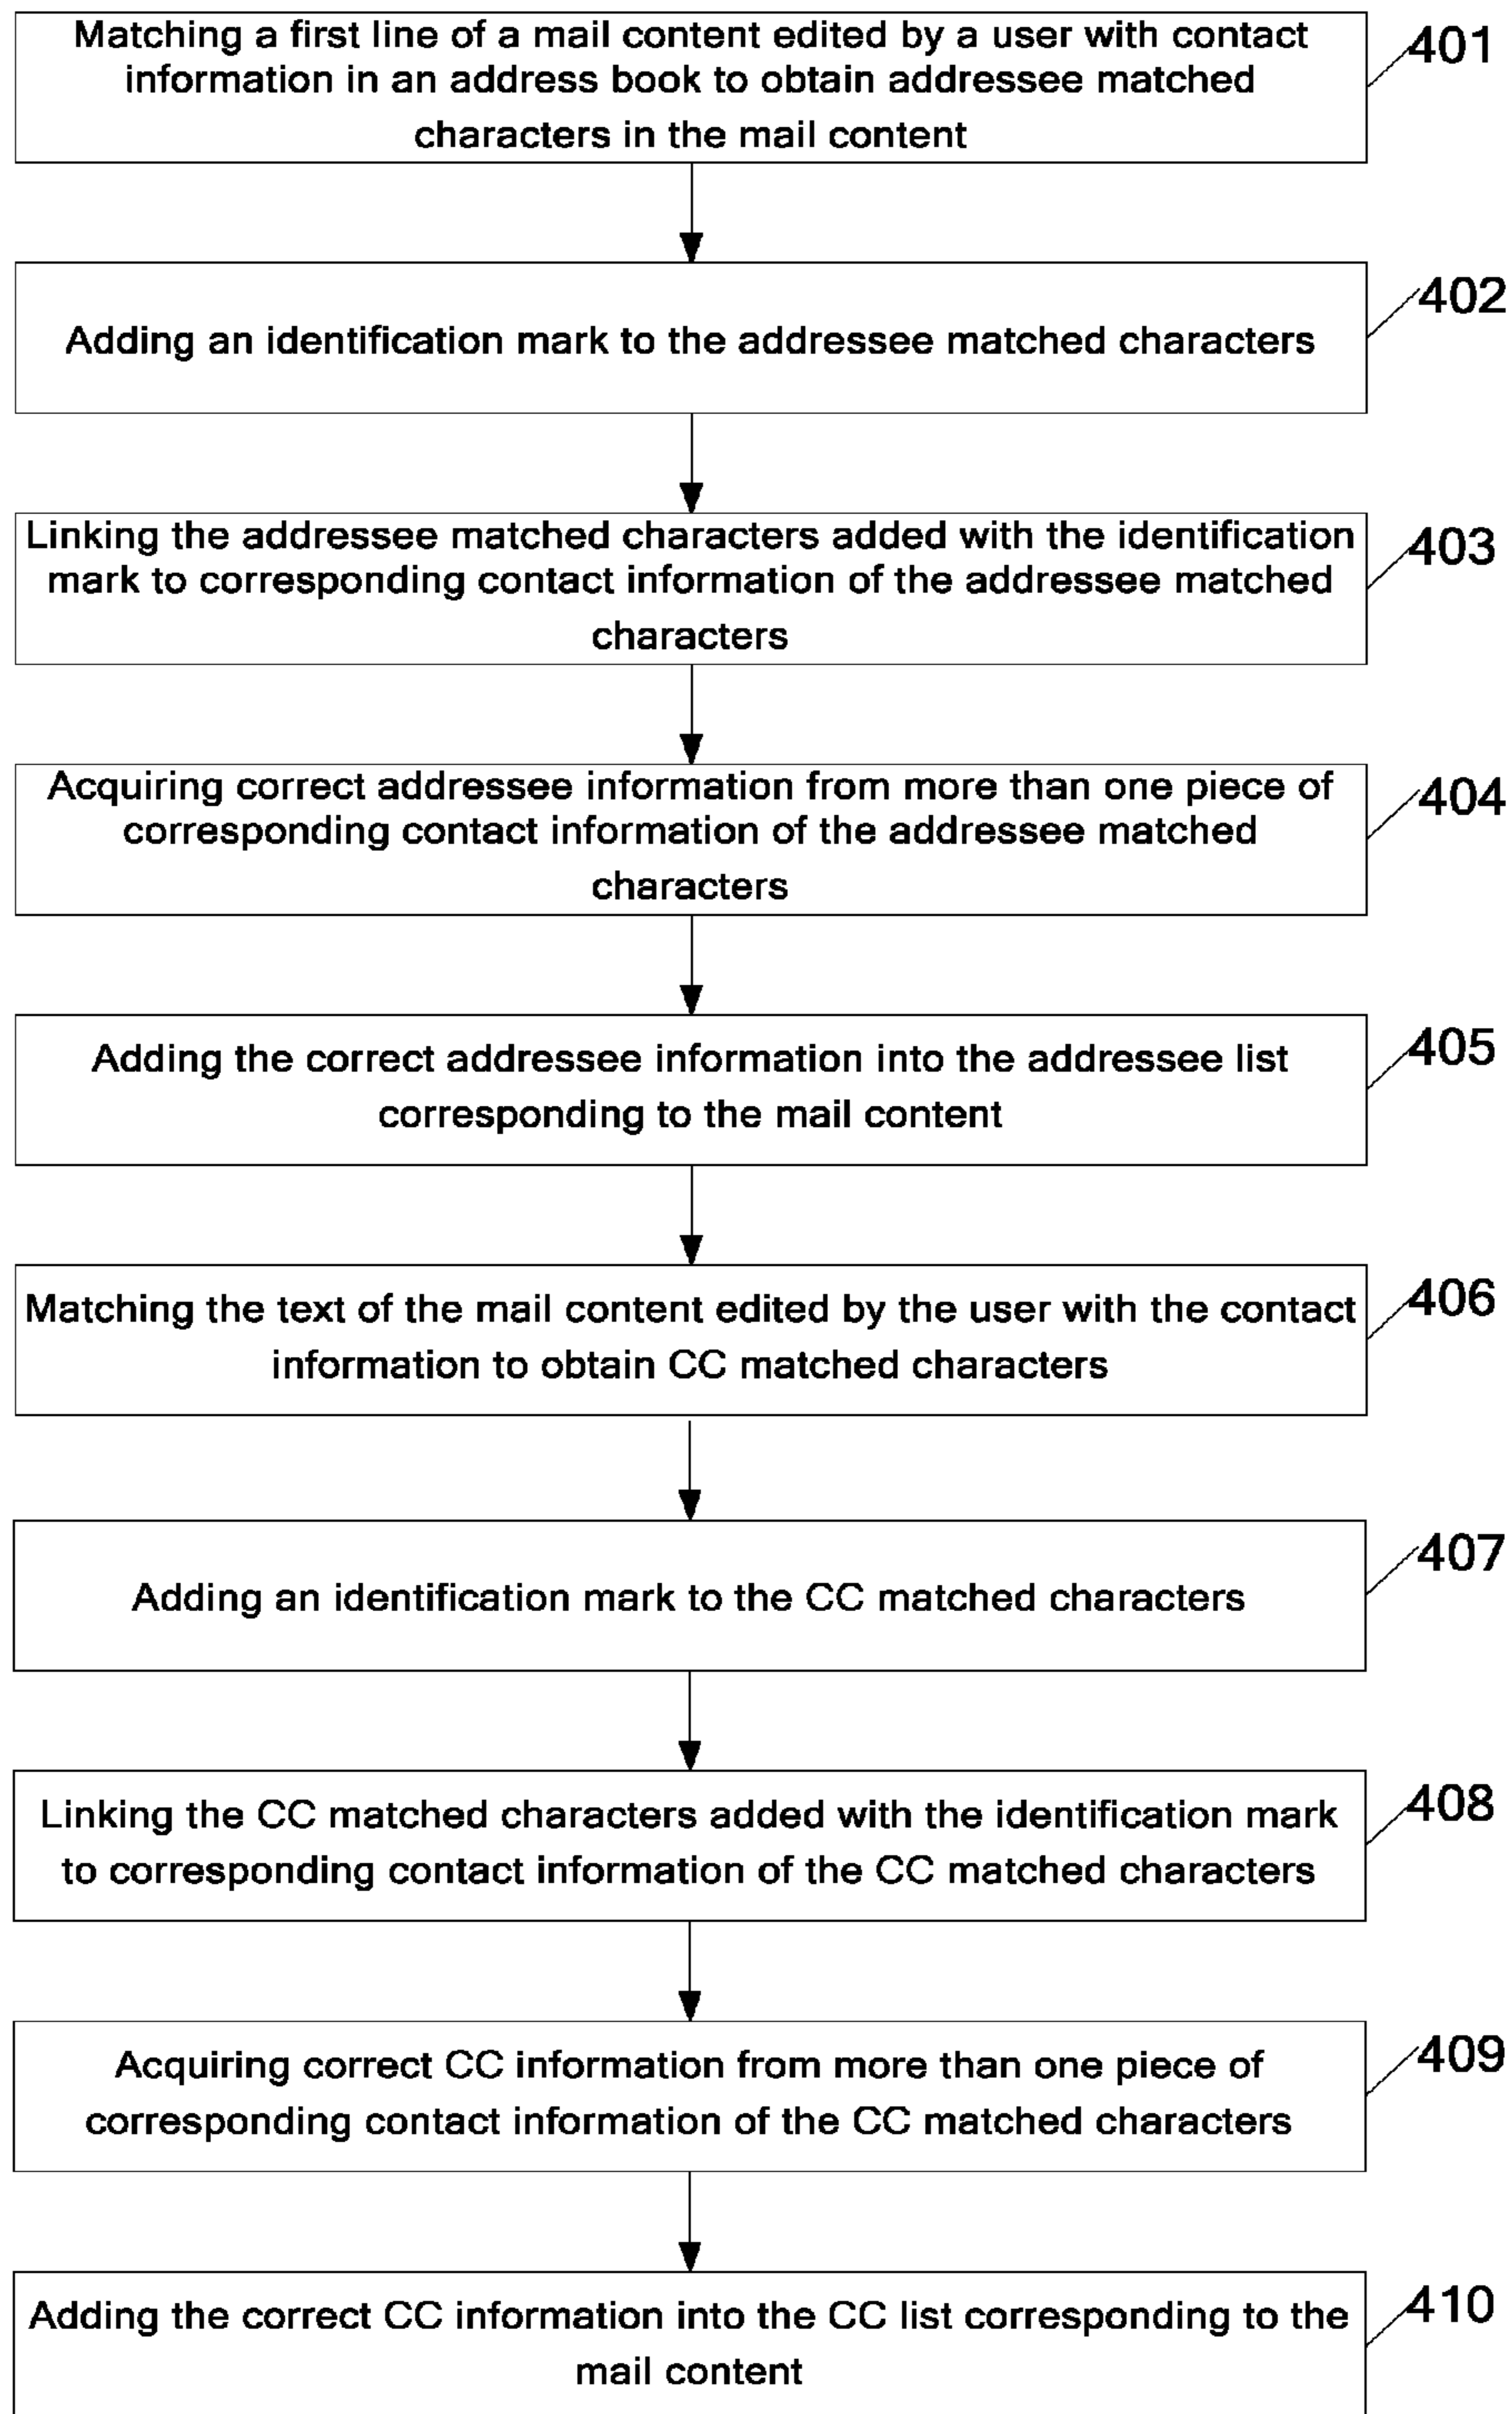 Matching a first line of a mail content edited by a user with contact
information in an address book to obtain addressee matched
characters in the mail content
401
Adding an identification mark to the addressee matched characters
402
Linking the addressee matched characters added with the identification
mark to corresponding contact information of the addressee matched
characters
403
Acquiring correct addressee information from more than one piece of
corresponding contact information of the addressee matched
characters
404
Adding the correct addressee information into the addressee list
corresponding to the mail content
405
Matching the text of the mail content edited by the user with the contact
information to obtain CC matched characters
406
Adding an identification mark to the CC matched characters
407
Linking the CC matched characters added with the identification mark
to corresponding contact information of the CC matched characters
408
Acquiring correct CC information from more than one piece of
corresponding contact information of the CC matched characters
409
Adding the correct CC information into the CC list corresponding to the
mail content
410